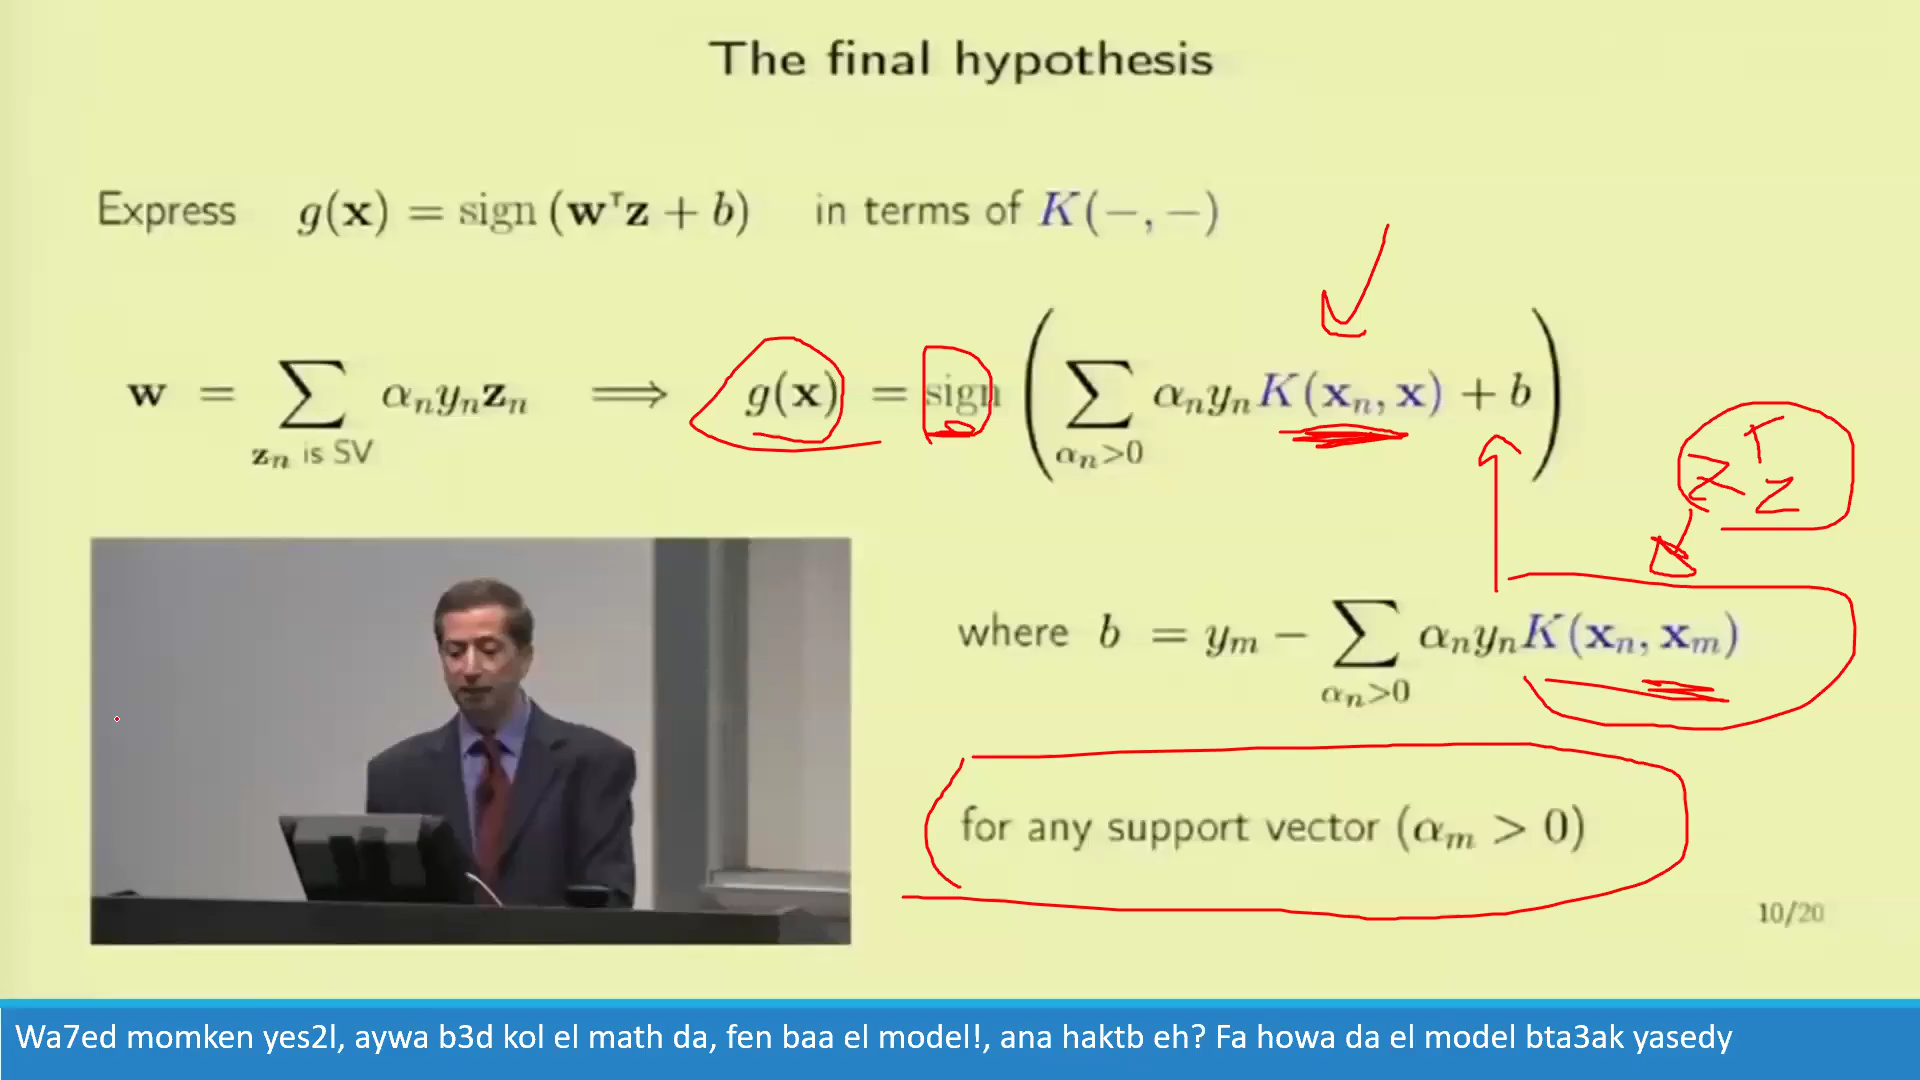 The final hypothesis
Express g(x) = sign (wᵀz + b) in terms of K(−, −)
w = ∑ αₙyₙzₙ ⟹ g(x) = sign ( ∑ αₙyₙK(xₙ, x) + b )
zₙ is SV αₙ>0
zᵀz
where b = yₘ − ∑ αₙyₙK(xₙ, xₘ)
αₙ>0
for any support vector (αₘ > 0)
10/20
Wa7ed momken yes2l, aywa b3d kol el math da, fen baa el model!, ana haktb eh? Fa howa da el model bta3ak yasedy